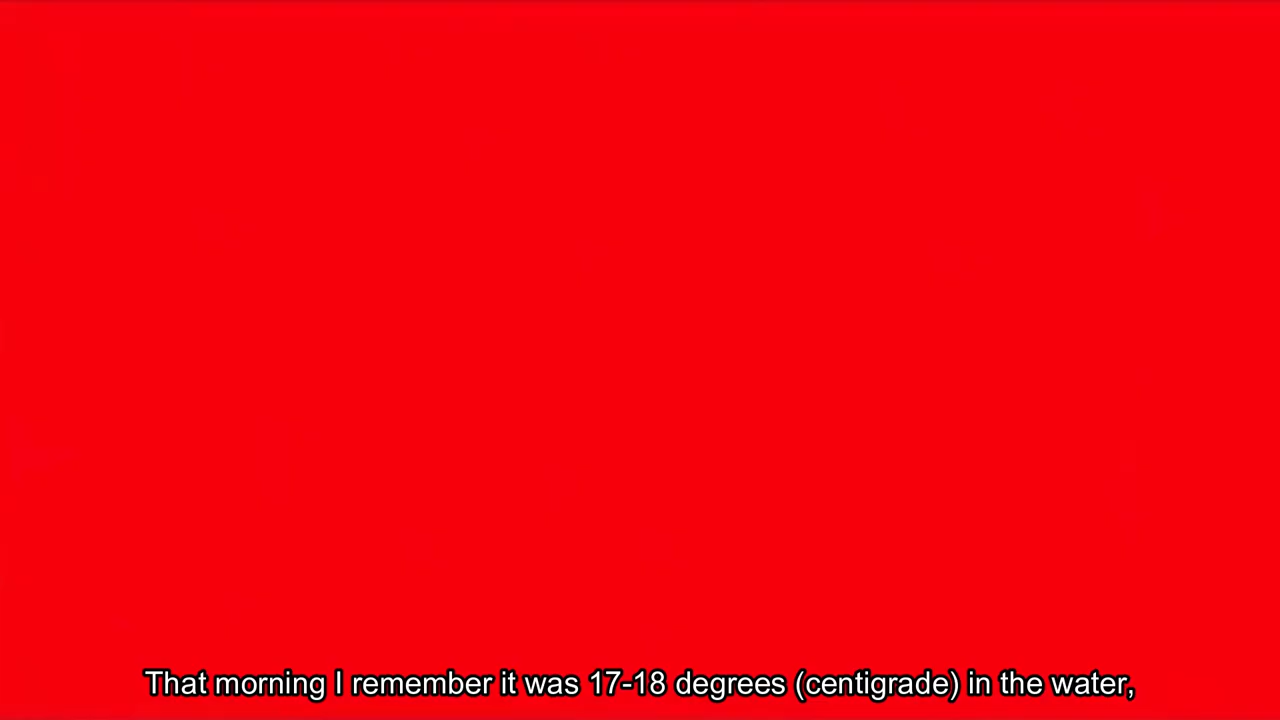 That morning I remember it was 17-18 degrees (centigrade) in the water,